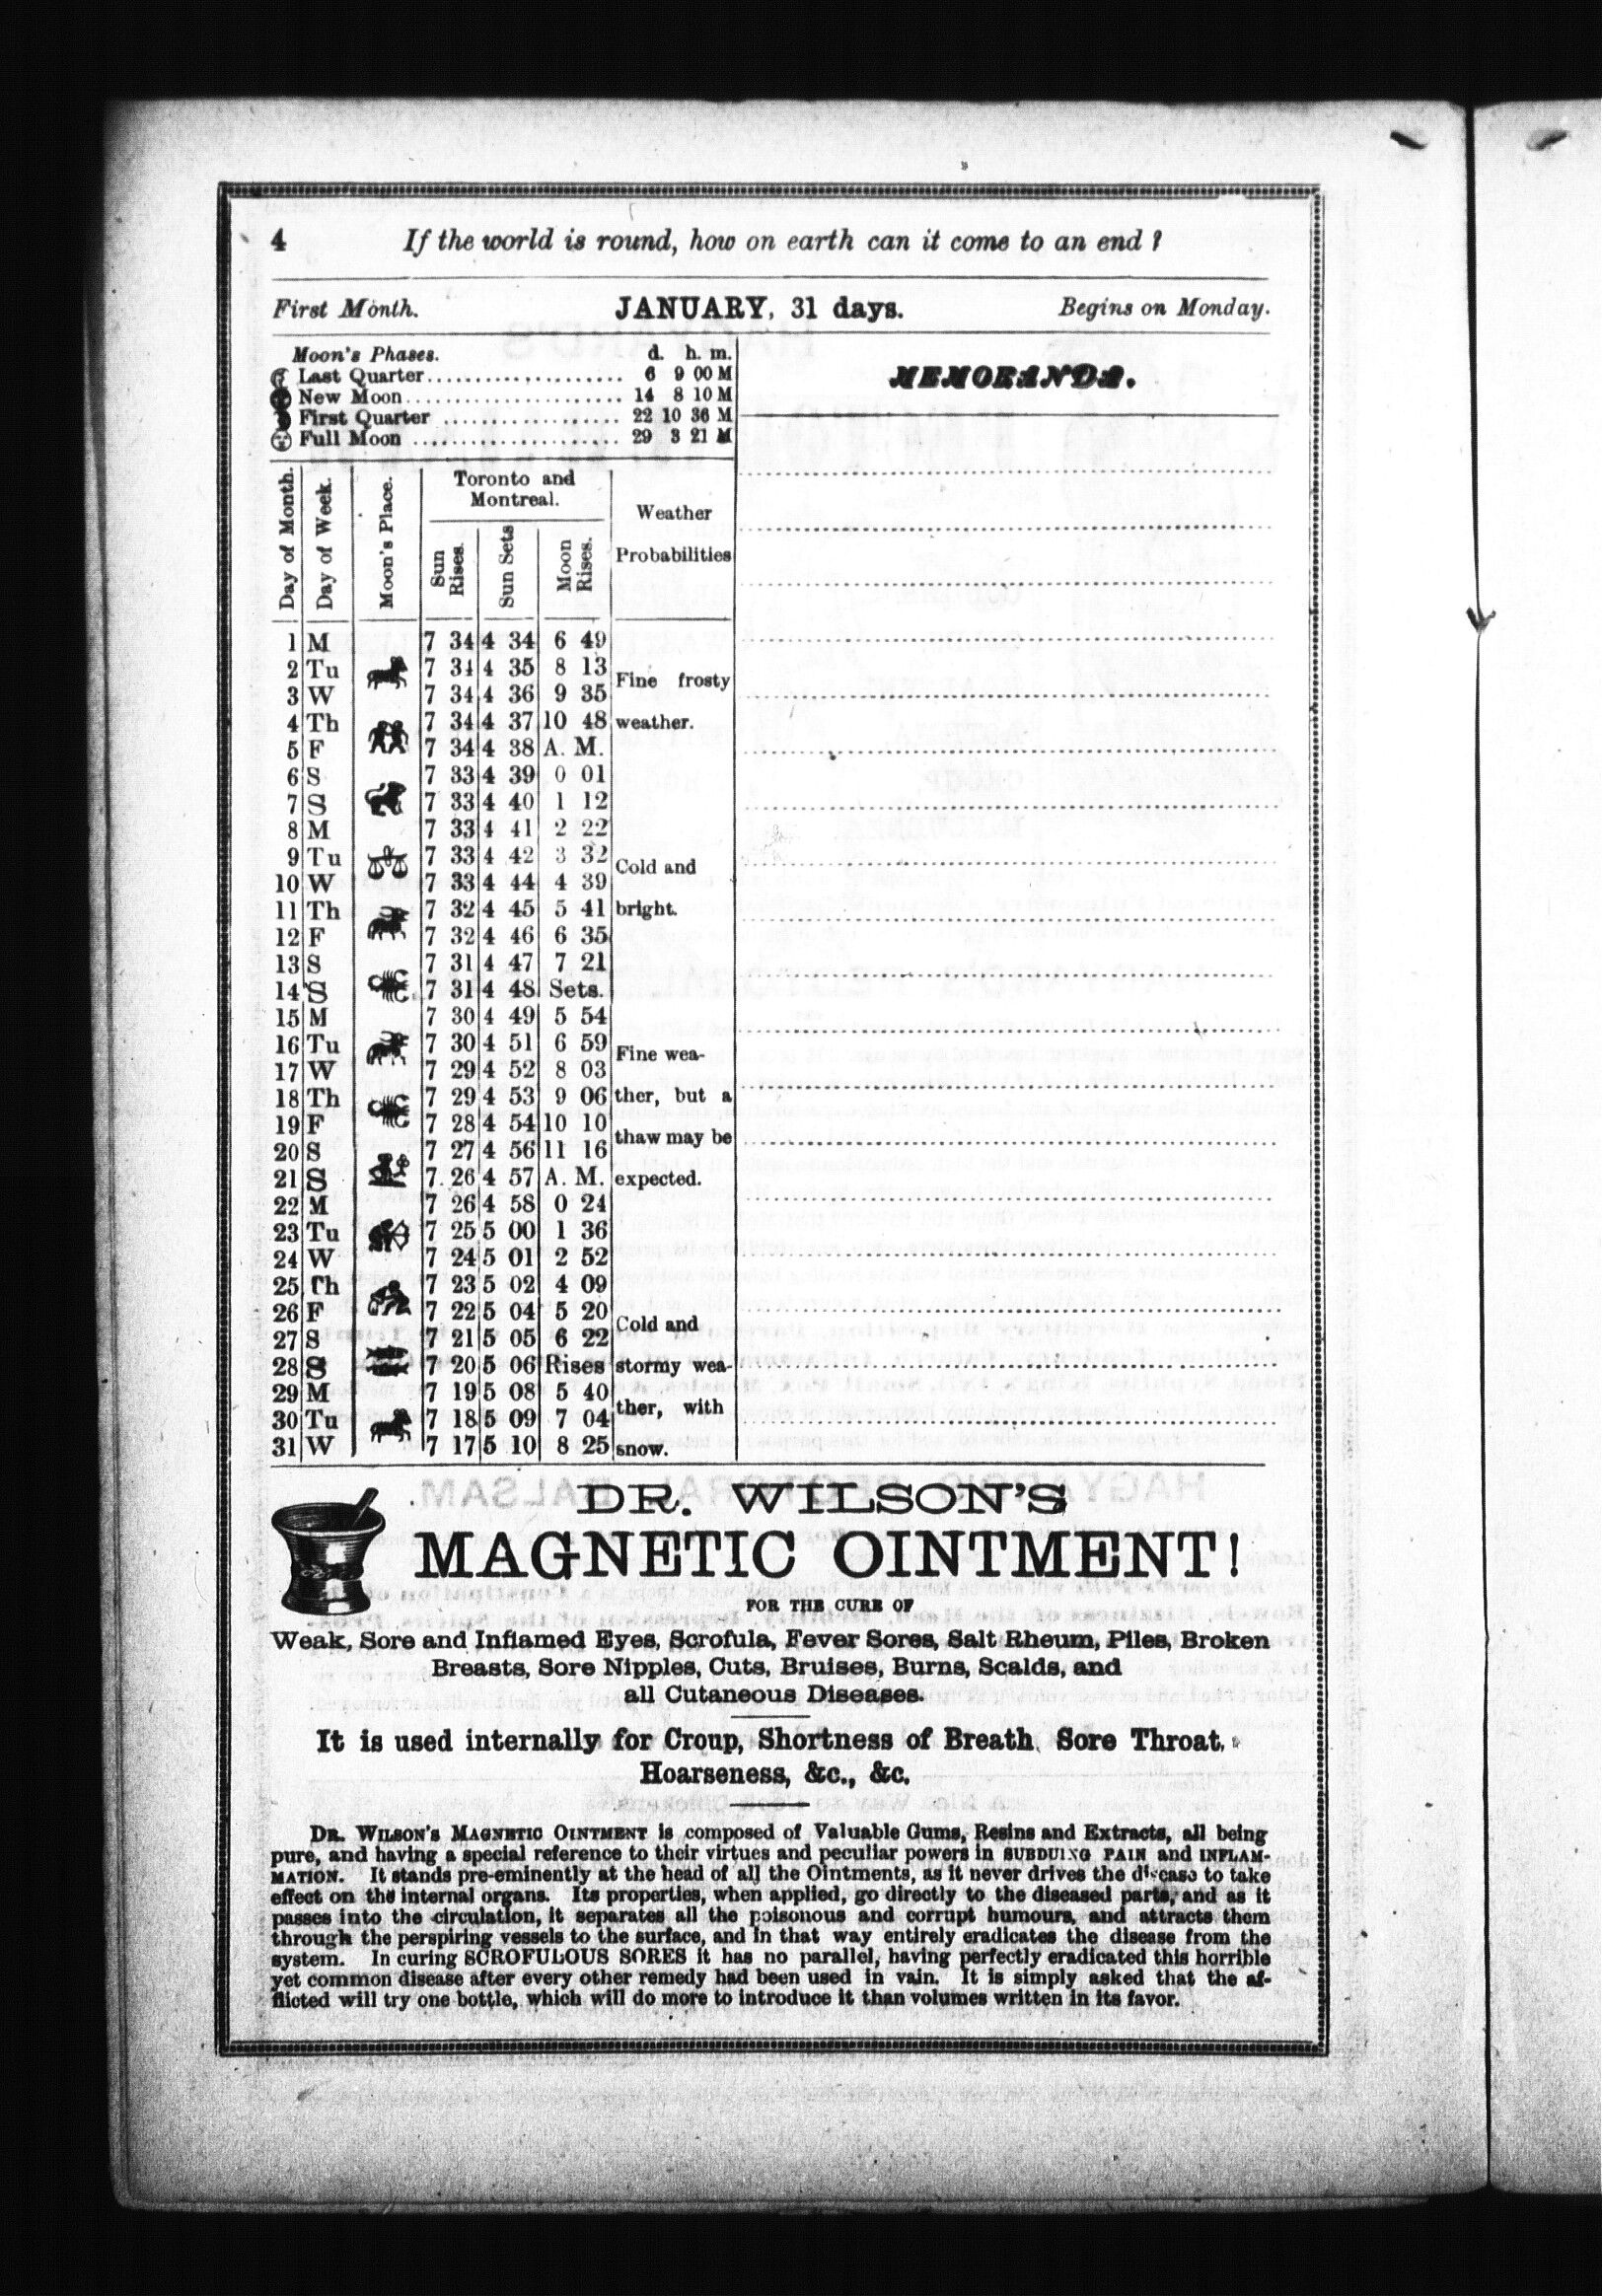 4 If the world is round, how on earth can it come to an end ?
First Month. JANUARY, 31 days. Begins on Monday.
Moon's Phases. d. h. m.
Last Quarter.................... 6 9 00 M
New Moon...................... 14 8 10 M
First Quarter .................. 22 10 36 M
Full Moon ..................... 29 3 21 M
MEMORANDA.
Day of Month. Day of Week. Moon's Place. Toronto and Montreal. Sun Rises. Sun Sets Moon Rises. Weather Probabilities
1 M 7 34 4 34 6 49
2 Tu 7 34 4 35 8 13
Fine frosty
3 W 7 34 4 36 9 35
4 Th 7 34 4 37 10 48 weather.
5 F 7 34 4 38 A. M.
6 S 7 33 4 39 0 01
7 S 7 33 4 40 1 12
8 M 7 33 4 41 2 22
9 Tu 7 33 4 42 3 32
Cold and
10 W 7 33 4 44 4 39
11 Th 7 32 4 45 5 41 bright.
12 F 7 32 4 46 6 35
13 S 7 31 4 47 7 21
14 S 7 31 4 48 Sets.
15 M 7 30 4 49 5 54
16 Tu 7 30 4 51 6 59 Fine wea-
17 W 7 29 4 52 8 03
18 Th 7 29 4 53 9 06 ther, but a
19 F 7 28 4 54 10 10
thaw may be
20 S 7 27 4 56 11 16
21 S 7 26 4 57 A. M. expected.
22 M 7 26 4 58 0 24
23 Tu 7 25 5 00 1 36
24 W 7 24 5 01 2 52
25 Th 7 23 5 02 4 09
26 F 7 22 5 04 5 20
Cold and
27 S 7 21 5 05 6 22
28 S 7 20 5 06 Rises stormy wea-
29 M 7 19 5 08 5 40
ther, with
30 Tu 7 18 5 09 7 04
31 W 7 17 5 10 8 25 snow.
DR. WILSON'S
MAGNETIC OINTMENT!
FOR THE CURE OF
Weak, Sore and Inflamed Eyes, Scrofula, Fever Sores, Salt Rheum, Piles, Broken
Breasts, Sore Nipples, Cuts, Bruises, Burns, Scalds, and
all Cutaneous Diseases.
It is used internally for Croup, Shortness of Breath, Sore Throat,
Hoarseness, &c., &c.
DR. WILSON'S MAGNETIC OINTMENT is composed of Valuable Gums, Resins and Extracts, all being
pure, and having a special reference to their virtues and peculiar powers in SUBDUING PAIN and INFLAM-
MATION. It stands pre-eminently at the head of all the Ointments, as it never drives the disease to take
effect on the internal organs. Its properties, when applied, go directly to the diseased parts, and as it
passes into the circulation, it separates all the poisonous and corrupt humours, and attracts them
through the perspiring vessels to the surface, and in that way entirely eradicates the disease from the
system. In curing SCROFULOUS SORES it has no parallel, having perfectly eradicated this horrible
yet common disease after every other remedy had been used in vain. It is simply asked that the af-
flicted will try one bottle, which will do more to introduce it than volumes written in its favor.